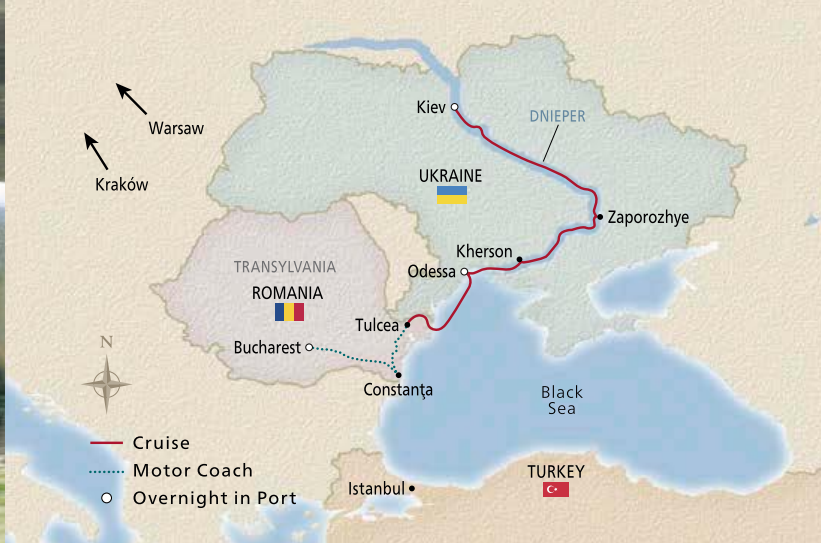 Kiev
DNIEPER
Warsaw
Kraków
UKRAINE
Zaporozhye
Kherson
Odessa
TRANSYLVANIA
ROMANIA
Tulcea
Bucharest
N
Constanţa
Black
Sea
Cruise
Motor Coach
Overnight in Port
TURKEY
Istanbul